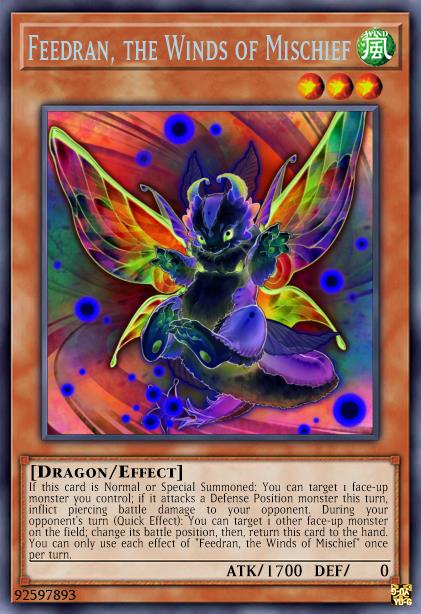 FEEDRAN, THE WINDS OF MISCHIEF
WIND
風
[DRAGON/EFFECT]
If this card is Normal or Special Summoned: You can target 1 face-up
monster you control; if it attacks a Defense Position monster this turn,
inflict piercing battle damage to your opponent. During your
opponent's turn (Quick Effect): You can target 1 other face-up monster
on the field; change its battle position, then, return this card to the hand.
You can only use each effect of "Feedran, the Winds of Mischief" once
per turn.
ATK/1700 DEF/ 0
92597893